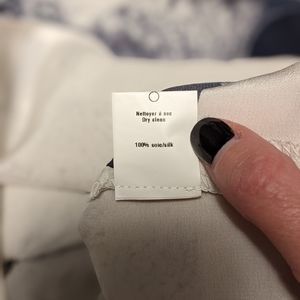 Nettoyer á sec
Dry clean
100% soie/silk